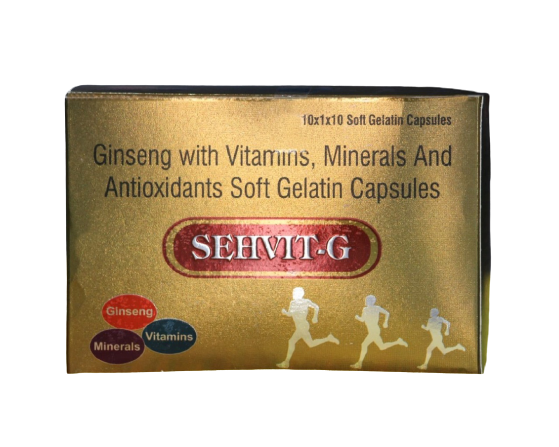 10x1x10 Soft Gelatin Capsules
Ginseng with Vitamins, Minerals And
Antioxidants Soft Gelatin Capsules
SEHVIT-G
Ginseng
Minerals
Vitamins